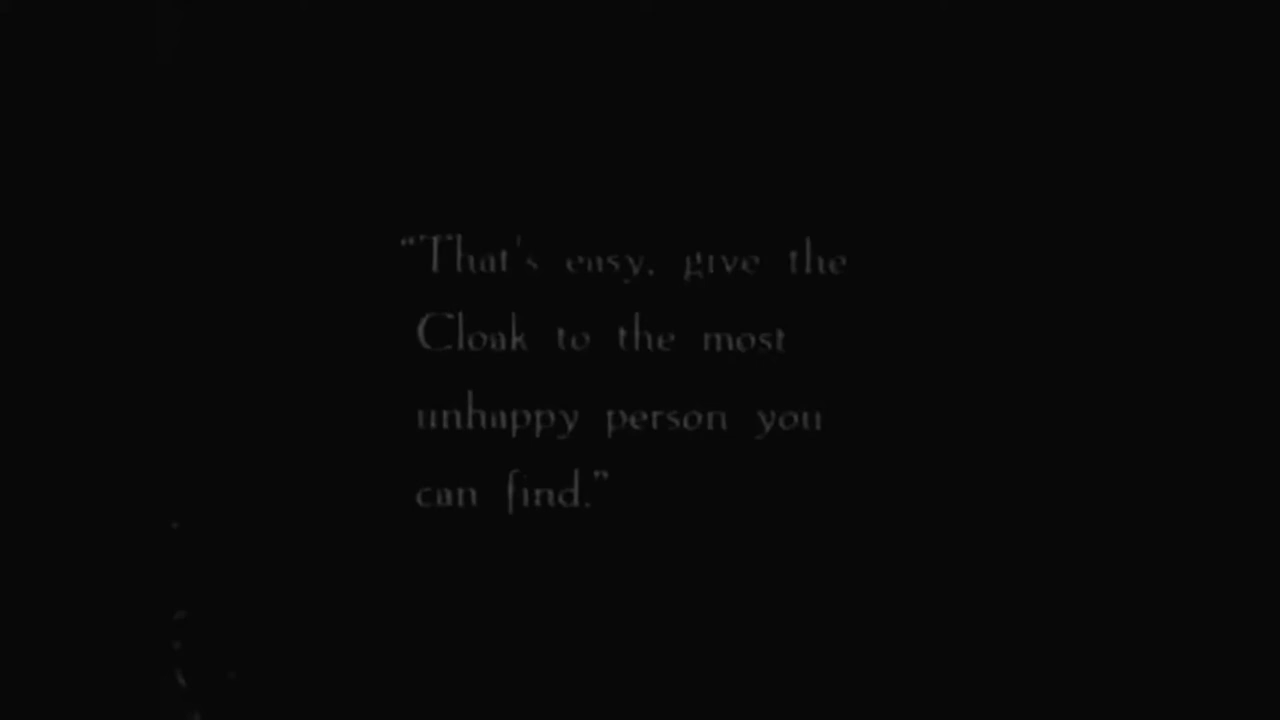 “That's easy, give the
Cloak to the most
unhappy person you
can find.”